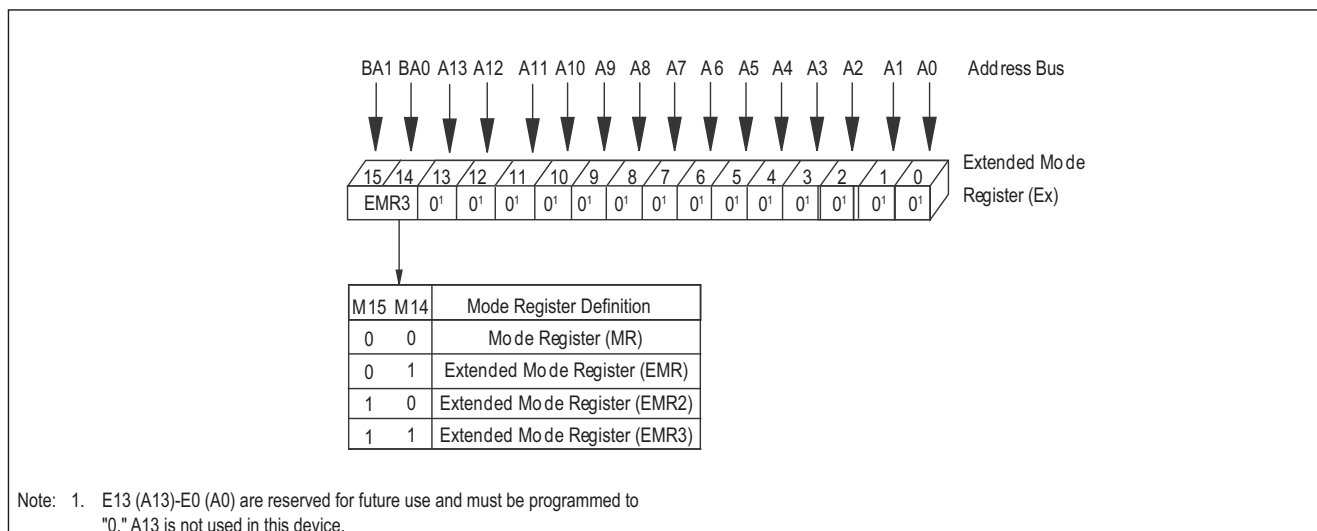 BA1 BA0 A13 A12 A11 A10 A9 A8 A7 A6 A5 A4 A3 A2 A1 A0 Address Bus
15 14 13 12 11 10 9 8 7 6 5 4 3 2 1 0 Extended Mode
EMR3 0¹ 0¹ 0¹ 0¹ 0¹ 0¹ 0¹ 0¹ 0¹ 0¹ 0¹ 0¹ 0¹ 0¹ Register (Ex)
M15 M14 Mode Register Definition
0 0 Mode Register (MR)
0 1 Extended Mode Register (EMR)
1 0 Extended Mode Register (EMR2)
1 1 Extended Mode Register (EMR3)
Note: 1. E13 (A13)-E0 (A0) are reserved for future use and must be programmed to
"0." A13 is not used in this device.